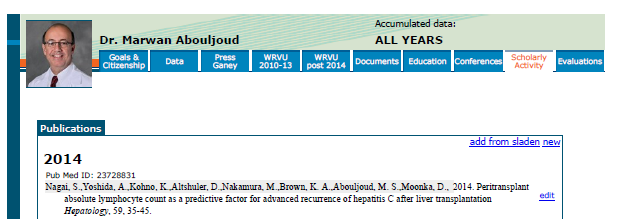 Accumulated data:
Dr. Marwan Abouljoud ALL YEARS
Goals & Citizenship Data Press Ganey WRVU 2010-13 WRVU post 2014 Documents Education Conferences Scholarly Activity Evaluations
Publications
add from sladen new
2014
Pub Med ID: 23728831
Nagai, S.,Yoshida, A.,Kohno, K.,Altshuler, D.,Nakamura, M.,Brown, K. A.,Abouljoud, M. S.,Moonka, D., 2014. Peritransplant
absolute lymphocyte count as a predictive factor for advanced recurrence of hepatitis C after liver transplantation edit
Hepatology, 59, 35-45.